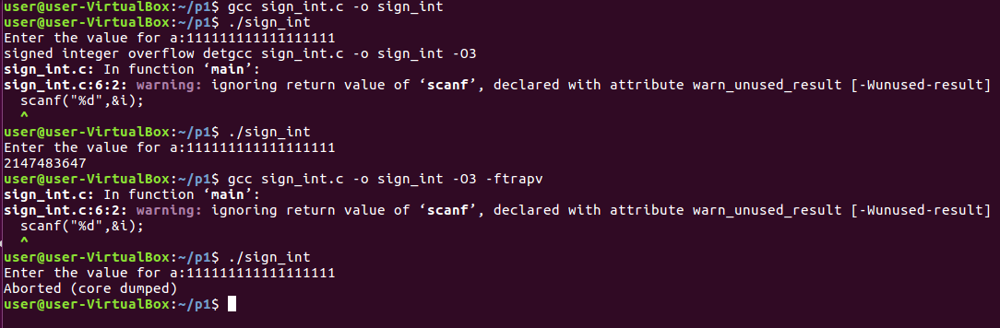 user@user-VirtualBox:~/p1$ gcc sign_int.c -o sign_int
user@user-VirtualBox:~/p1$ ./sign_int
Enter the value for a:111111111111111111
signed integer overflow detgcc sign_int.c -o sign_int -O3
sign_int.c: In function ‘main’:
sign_int.c:6:2: warning: ignoring return value of ‘scanf’, declared with attribute warn_unused_result [-Wunused-result]
  scanf("%d",&i);
  ^
user@user-VirtualBox:~/p1$ ./sign_int
Enter the value for a:111111111111111111
2147483647
user@user-VirtualBox:~/p1$ gcc sign_int.c -o sign_int -O3 -ftrapv
sign_int.c: In function ‘main’:
sign_int.c:6:2: warning: ignoring return value of ‘scanf’, declared with attribute warn_unused_result [-Wunused-result]
  scanf("%d",&i);
  ^
user@user-VirtualBox:~/p1$ ./sign_int
Enter the value for a:111111111111111111
Aborted (core dumped)
user@user-VirtualBox:~/p1$